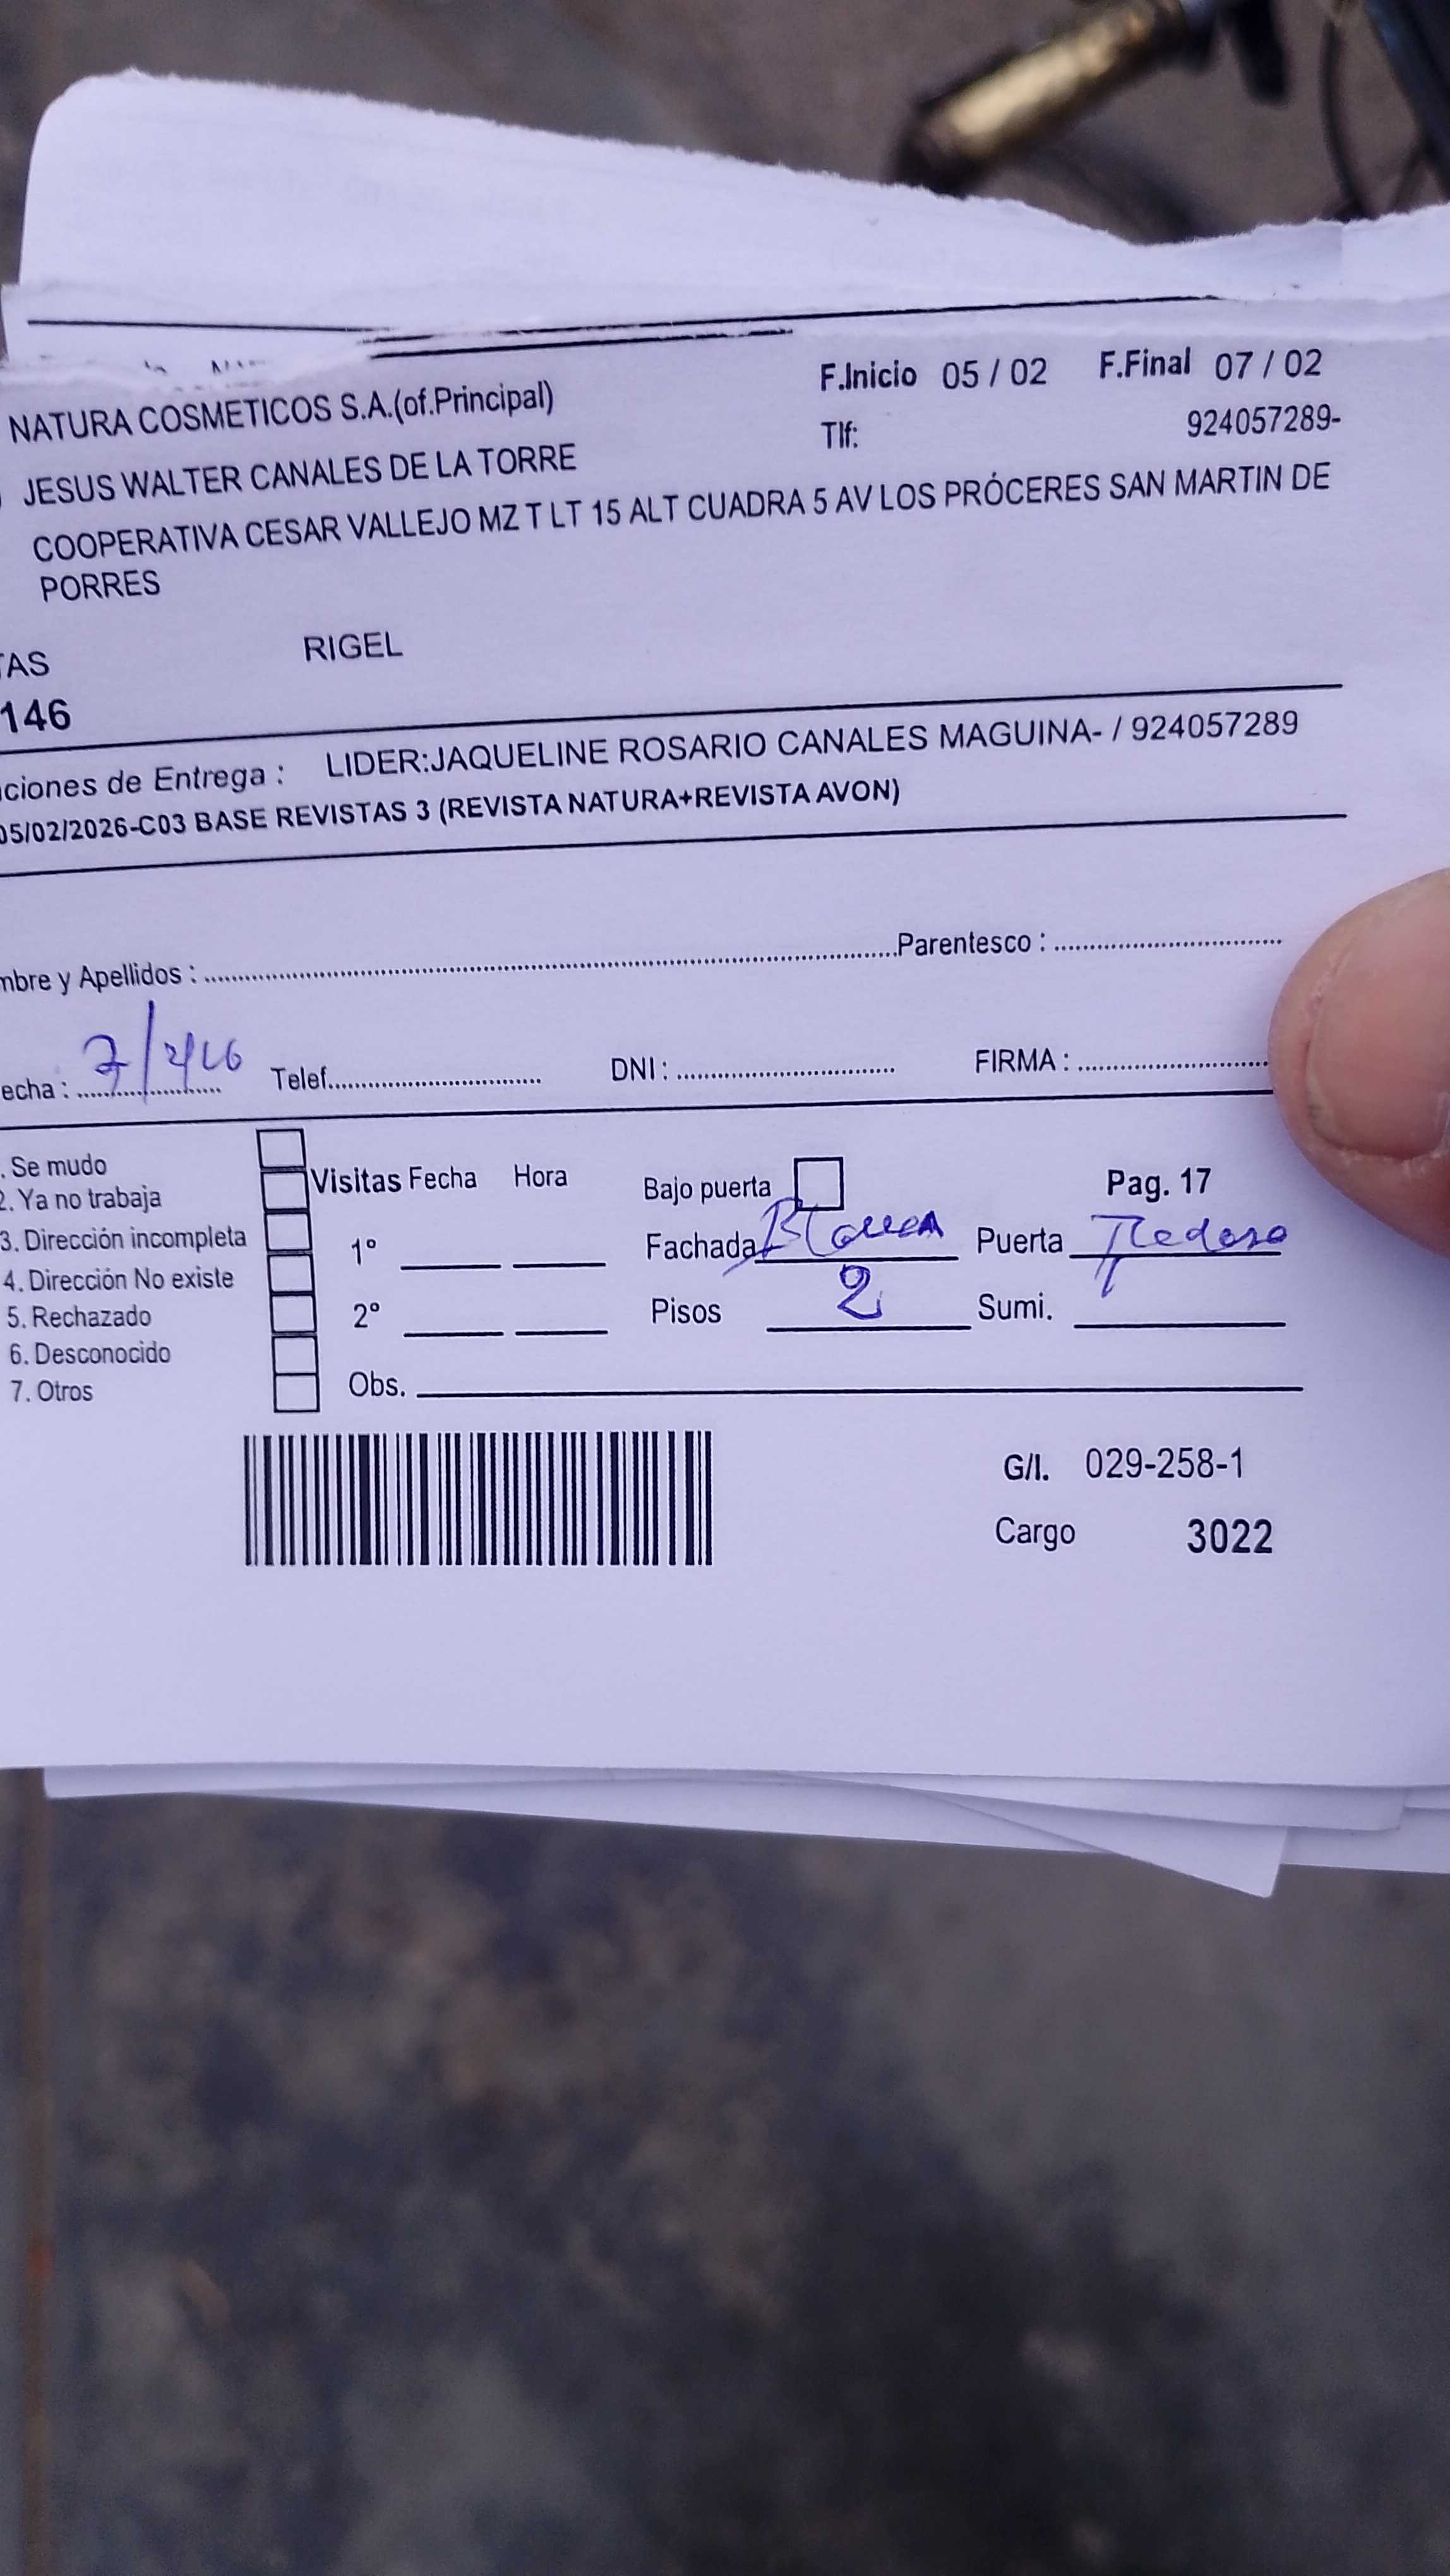 NATURA COSMETICOS S.A.(of.Principal) F.Inicio 05 / 02 F.Final 07 / 02
Tlf: 924057289-
JESUS WALTER CANALES DE LA TORRE
COOPERATIVA CESAR VALLEJO MZ T LT 15 ALT CUADRA 5 AV LOS PRÓCERES SAN MARTIN DE
PORRES
TAS RIGEL
146
ciones de Entrega : LIDER:JAQUELINE ROSARIO CANALES MAGUINA- / 924057289
05/02/2026-C03 BASE REVISTAS 3 (REVISTA NATURA+REVISTA AVON)
mbre y Apellidos : Parentesco :
echa : Telef. DNI : FIRMA :
. Se mudo
2. Ya no trabaja
3. Dirección incompleta
4. Dirección No existe
5. Rechazado
6. Desconocido
7. Otros
Visitas Fecha Hora Bajo puerta Pag. 17
1° Fachada Blanca Puerta
2° Pisos 2 Sumi.
Obs.
G/I. 029-258-1
Cargo 3022